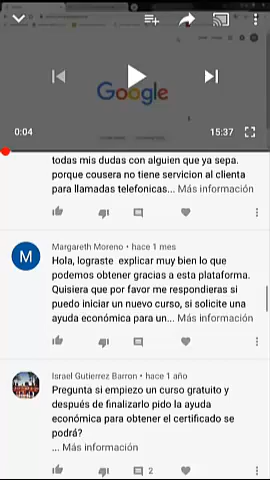 Google
0:04
15:37
todas mis dudas con alguien que ya sepa.
porque cousera no tiene servicion al clienta
para llamadas telefonicas... Más información
M
Margareth Moreno • hace 1 mes
Hola, lograste explicar muy bien lo que
podemos obtener gracias a esta plataforma.
Quisiera que por favor me respondieras si
puedo iniciar un nuevo curso, si solicite una
ayuda económica para un... Más información
Israel Gutierrez Barron • hace 1 año
Pregunta si empiezo un curso gratuito y
después de finalizarlo pido la ayuda
económica para obtener el certificado se
podrá?
... Más información
2